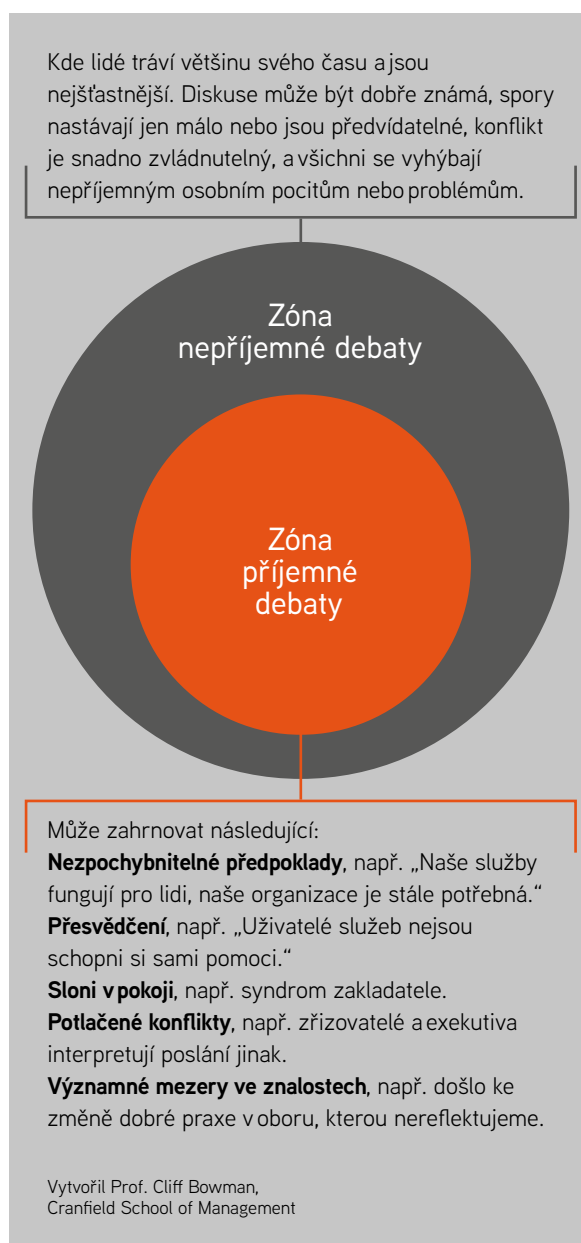 Kde lidé tráví většinu svého času a jsou
nejšťastnější. Diskuse může být dobře známá, spory
nastávají jen málo nebo jsou předvídatelné, konflikt
je snadno zvládnutelný, a všichni se vyhýbají
nepříjemným osobním pocitům nebo problémům.
Zóna
nepříjemné debaty
Zóna
příjemné
debaty
Může zahrnovat následující:
Nezpochybnitelné předpoklady, např. „Naše služby
fungují pro lidi, naše organizace je stále potřebná.“
Přesvědčení, např. „Uživatelé služeb nejsou
schopni si sami pomoci.“
Sloni v pokoji, např. syndrom zakladatele.
Potlačené konflikty, např. zřizovatelé a exekutiva
interpretují poslání jinak.
Významné mezery ve znalostech, např. došlo ke
změně dobré praxe v oboru, kterou nereflektujeme.
Vytvořil Prof. Cliff Bowman,
Cranfield School of Management